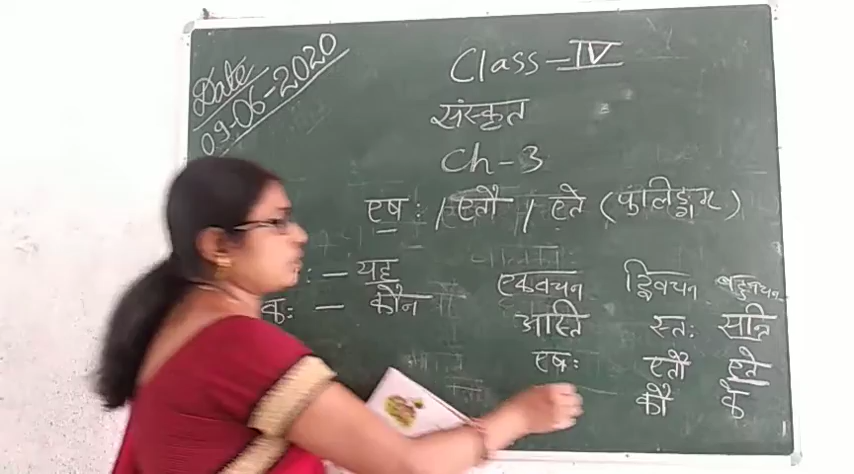 Date
09-06-2020
Class-IV
संस्कृत
Ch-3
एष: / एतौ / एते (पुलिङ्गम्)
: - यह
क: - कौन
एकवचन द्विवचन बहुवचन
अस्ति स्त: सन्ति
एष: एतौ एते
कौ के